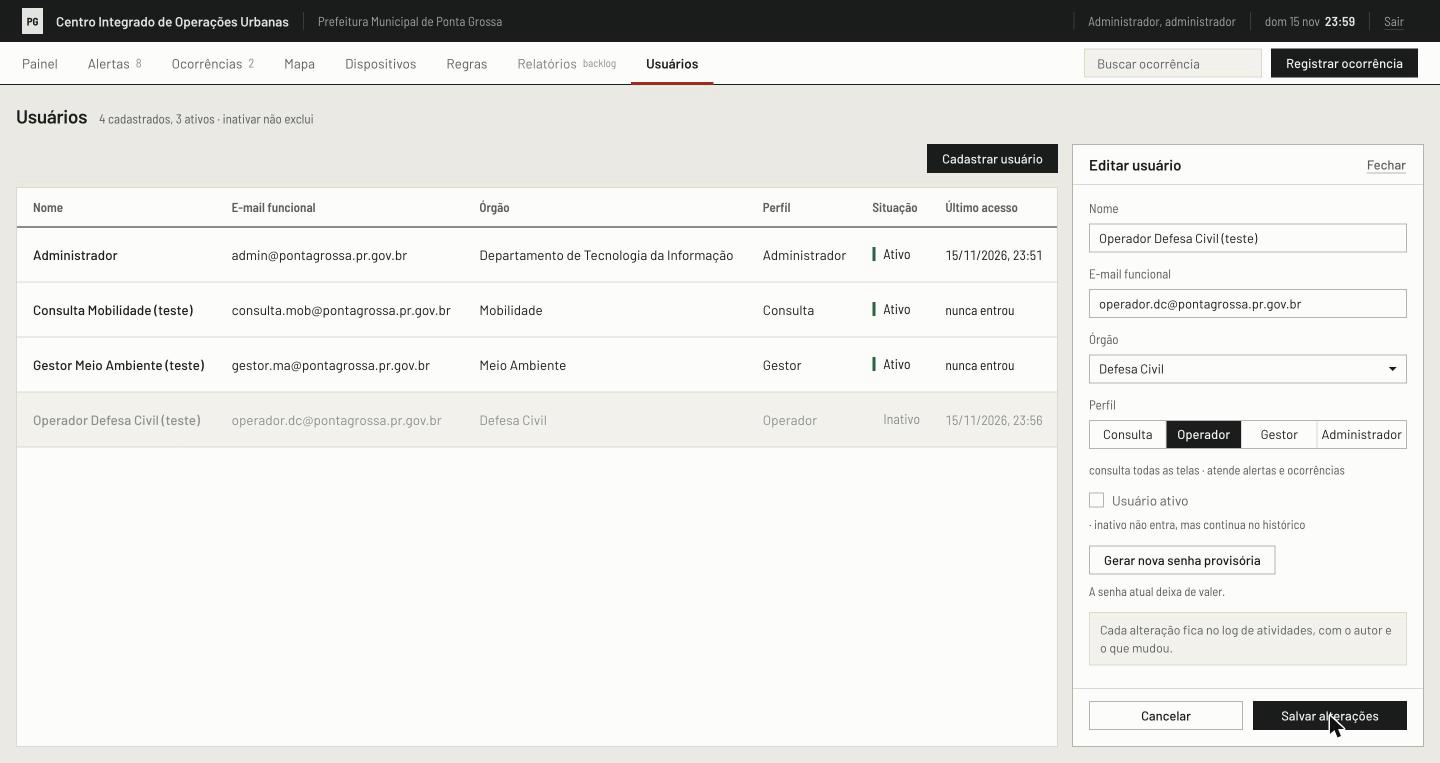 PG Centro Integrado de Operações Urbanas Prefeitura Municipal de Ponta Grossa Administrador, administrador dom 15 nov 23:59 Sair
Painel Alertas 8 Ocorrências 2 Mapa Dispositivos Regras Relatórios backlog Usuários Buscar ocorrência Registrar ocorrência
Usuários 4 cadastrados, 3 ativos · inativar não exclui
Cadastrar usuário
Nome E-mail funcional Órgão Perfil Situação Último acesso
Administrador admin@pontagrossa.pr.gov.br Departamento de Tecnologia da Informação Administrador Ativo 15/11/2026, 23:51
Consulta Mobilidade (teste) consulta.mob@pontagrossa.pr.gov.br Mobilidade Consulta Ativo nunca entrou
Gestor Meio Ambiente (teste) gestor.ma@pontagrossa.pr.gov.br Meio Ambiente Gestor Ativo nunca entrou
Operador Defesa Civil (teste) operador.dc@pontagrossa.pr.gov.br Defesa Civil Operador Inativo 15/11/2026, 23:56
Editar usuário Fechar
Nome
Operador Defesa Civil (teste)
E-mail funcional
operador.dc@pontagrossa.pr.gov.br
Órgão
Defesa Civil
Perfil
Consulta Operador Gestor Administrador
consulta todas as telas · atende alertas e ocorrências
Usuário ativo
· inativo não entra, mas continua no histórico
Gerar nova senha provisória
A senha atual deixa de valer.
Cada alteração fica no log de atividades, com o autor e
o que mudou.
Cancelar Salvar alterações